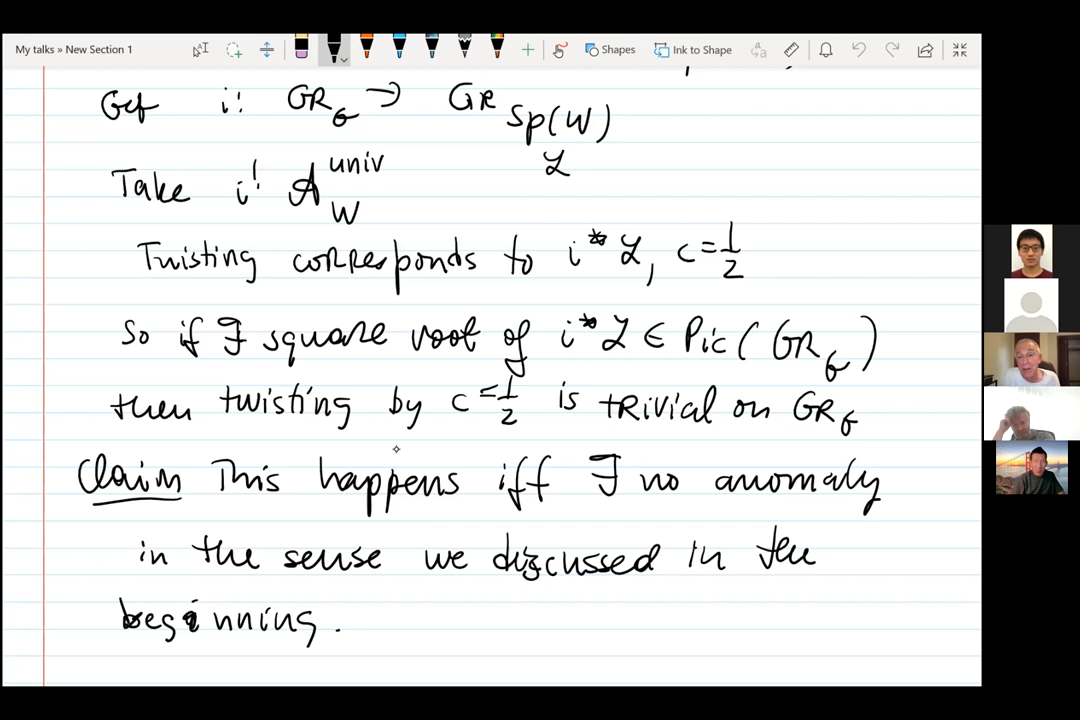 My talks » New Section 1
Shapes
Ink to Shape
Get i: GR_G → GR_Sp(W)
ℒ
Take i^! A_W^univ
Twisting corresponds to i^* ℒ, c = 1/2
So if ∃ square root of i^* ℒ ∈ Pic(GR_G)
then twisting by c = 1/2 is trivial on GR_G
Claim This happens iff ∃ no anomaly
in the sense we discussed in the
beginning.